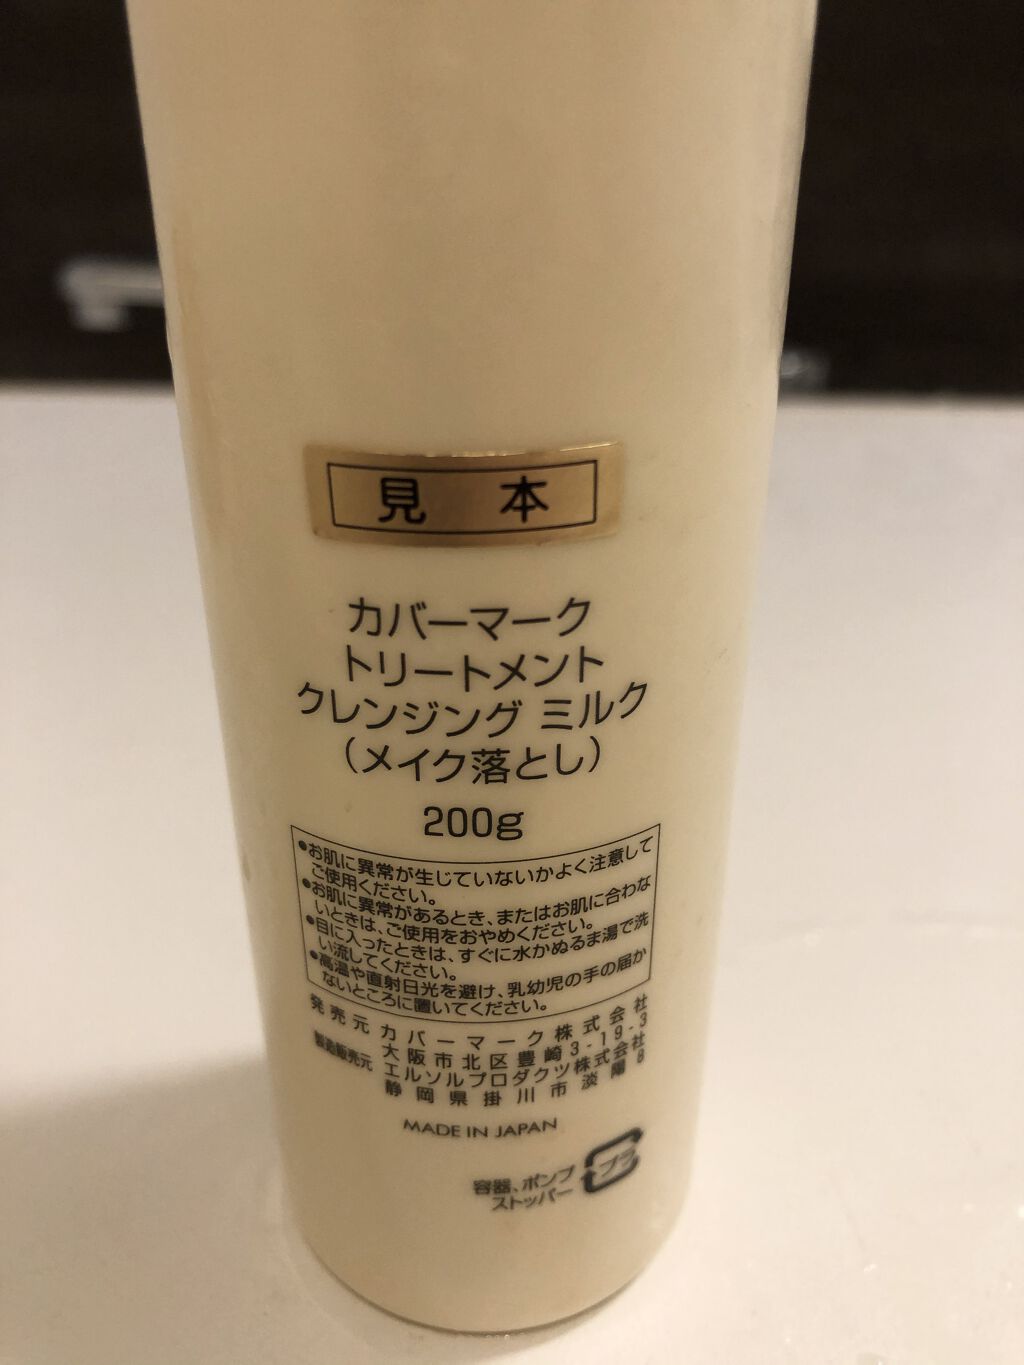 見本
カバーマーク
トリートメント
クレンジング ミルク
（メイク落とし）
200g
●お肌に異常が生じていないかよく注意して
ご使用ください。
●お肌に異常があるとき、またはお肌に合わな
いときは、ご使用をおやめください。
●目に入ったときは、すぐに水かぬるま湯で洗
い流してください。
●高温や直射日光を避け、乳幼児の手の届か
ないところに置いてください。
発売元 カバーマーク株式会社
大阪市北区豊崎3-19-3
製造販売元 エルソルプロダクツ株式会社
静岡県掛川市淡陽8
MADE IN JAPAN
プラ
容器、ポンプ
ストッパー